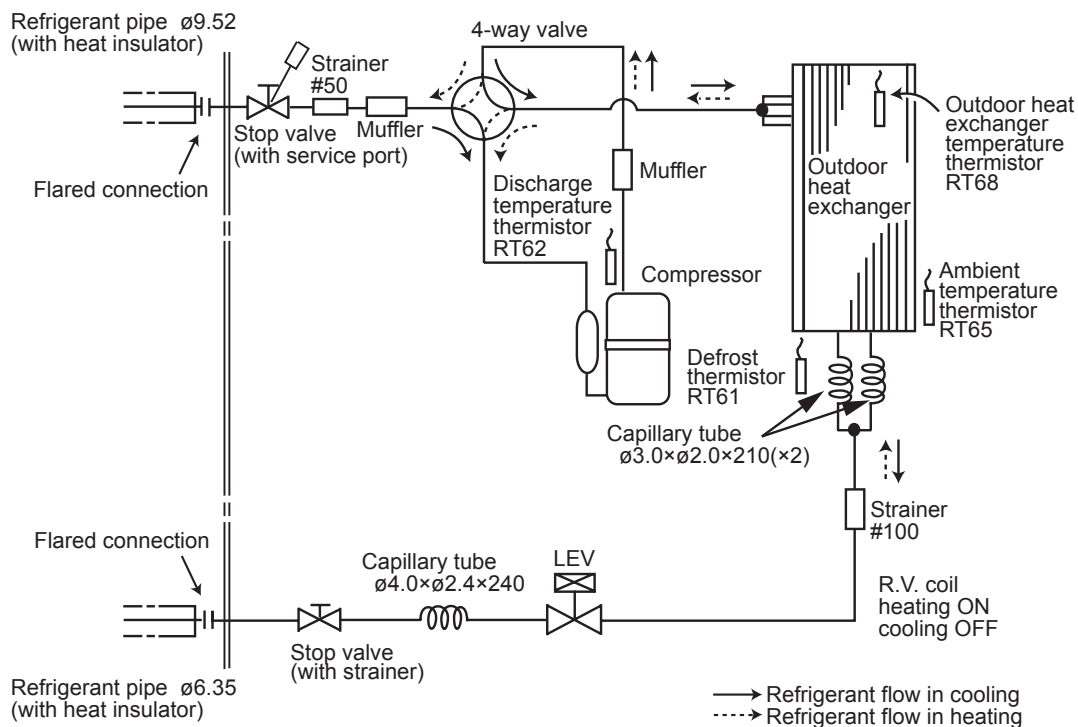 Refrigerant pipe ø9.52
(with heat insulator)
4-way valve
Strainer
#50
Muffler
Stop valve
(with service port)
Flared connection
Outdoor heat
exchanger
temperature
thermistor
RT68
Outdoor
heat
exchanger
Muffler
Discharge
temperature
thermistor
RT62
Compressor
Ambient
temperature
thermistor
RT65
Defrost
thermistor
RT61
Capillary tube
ø3.0×ø2.0×210(×2)
Strainer
#100
Flared connection
Capillary tube
ø4.0×ø2.4×240
LEV
R.V. coil
heating ON
cooling OFF
Stop valve
(with strainer)
Refrigerant pipe ø6.35
(with heat insulator)
Refrigerant flow in cooling
Refrigerant flow in heating